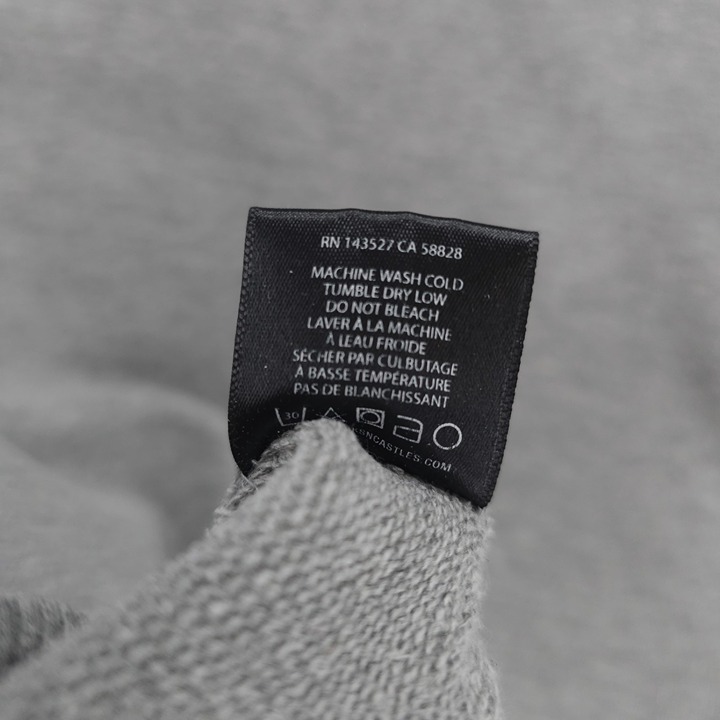 RN 143527 CA 58828
MACHINE WASH COLD
TUMBLE DRY LOW
DO NOT BLEACH
LAVER À LA MACHINE
À LEAU FROIDE
SÉCHER PAR CULBUTAGE
À BASSE TEMPÉRATURE
PAS DE BLANCHISSANT
30